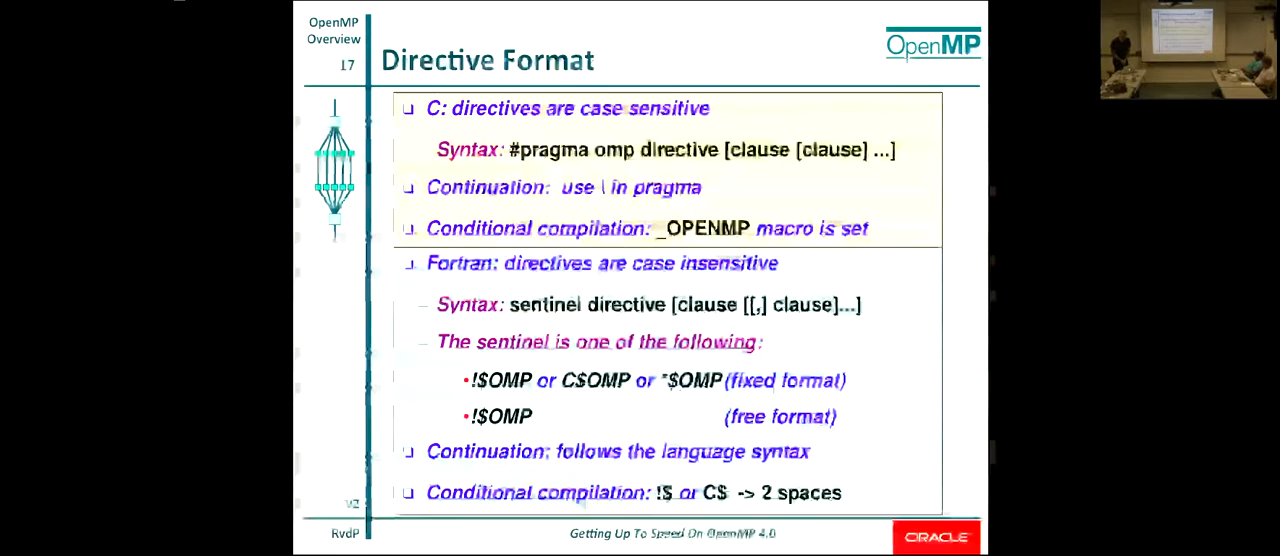 OpenMP
Overview
17
Directive Format
OpenMP
❑ C: directives are case sensitive
Syntax: #pragma omp directive [clause [clause] ...]
❑ Continuation: use \ in pragma
❑ Conditional compilation: _OPENMP macro is set
❑ Fortran: directives are case insensitive
– Syntax: sentinel directive [clause [[,] clause]...]
– The sentinel is one of the following:
• !$OMP or C$OMP or *$OMP (fixed format)
• !$OMP (free format)
❑ Continuation: follows the language syntax
❑ Conditional compilation: !$ or C$ -> 2 spaces
RvdP
Getting Up To Speed On OpenMP 4.0
ORACLE